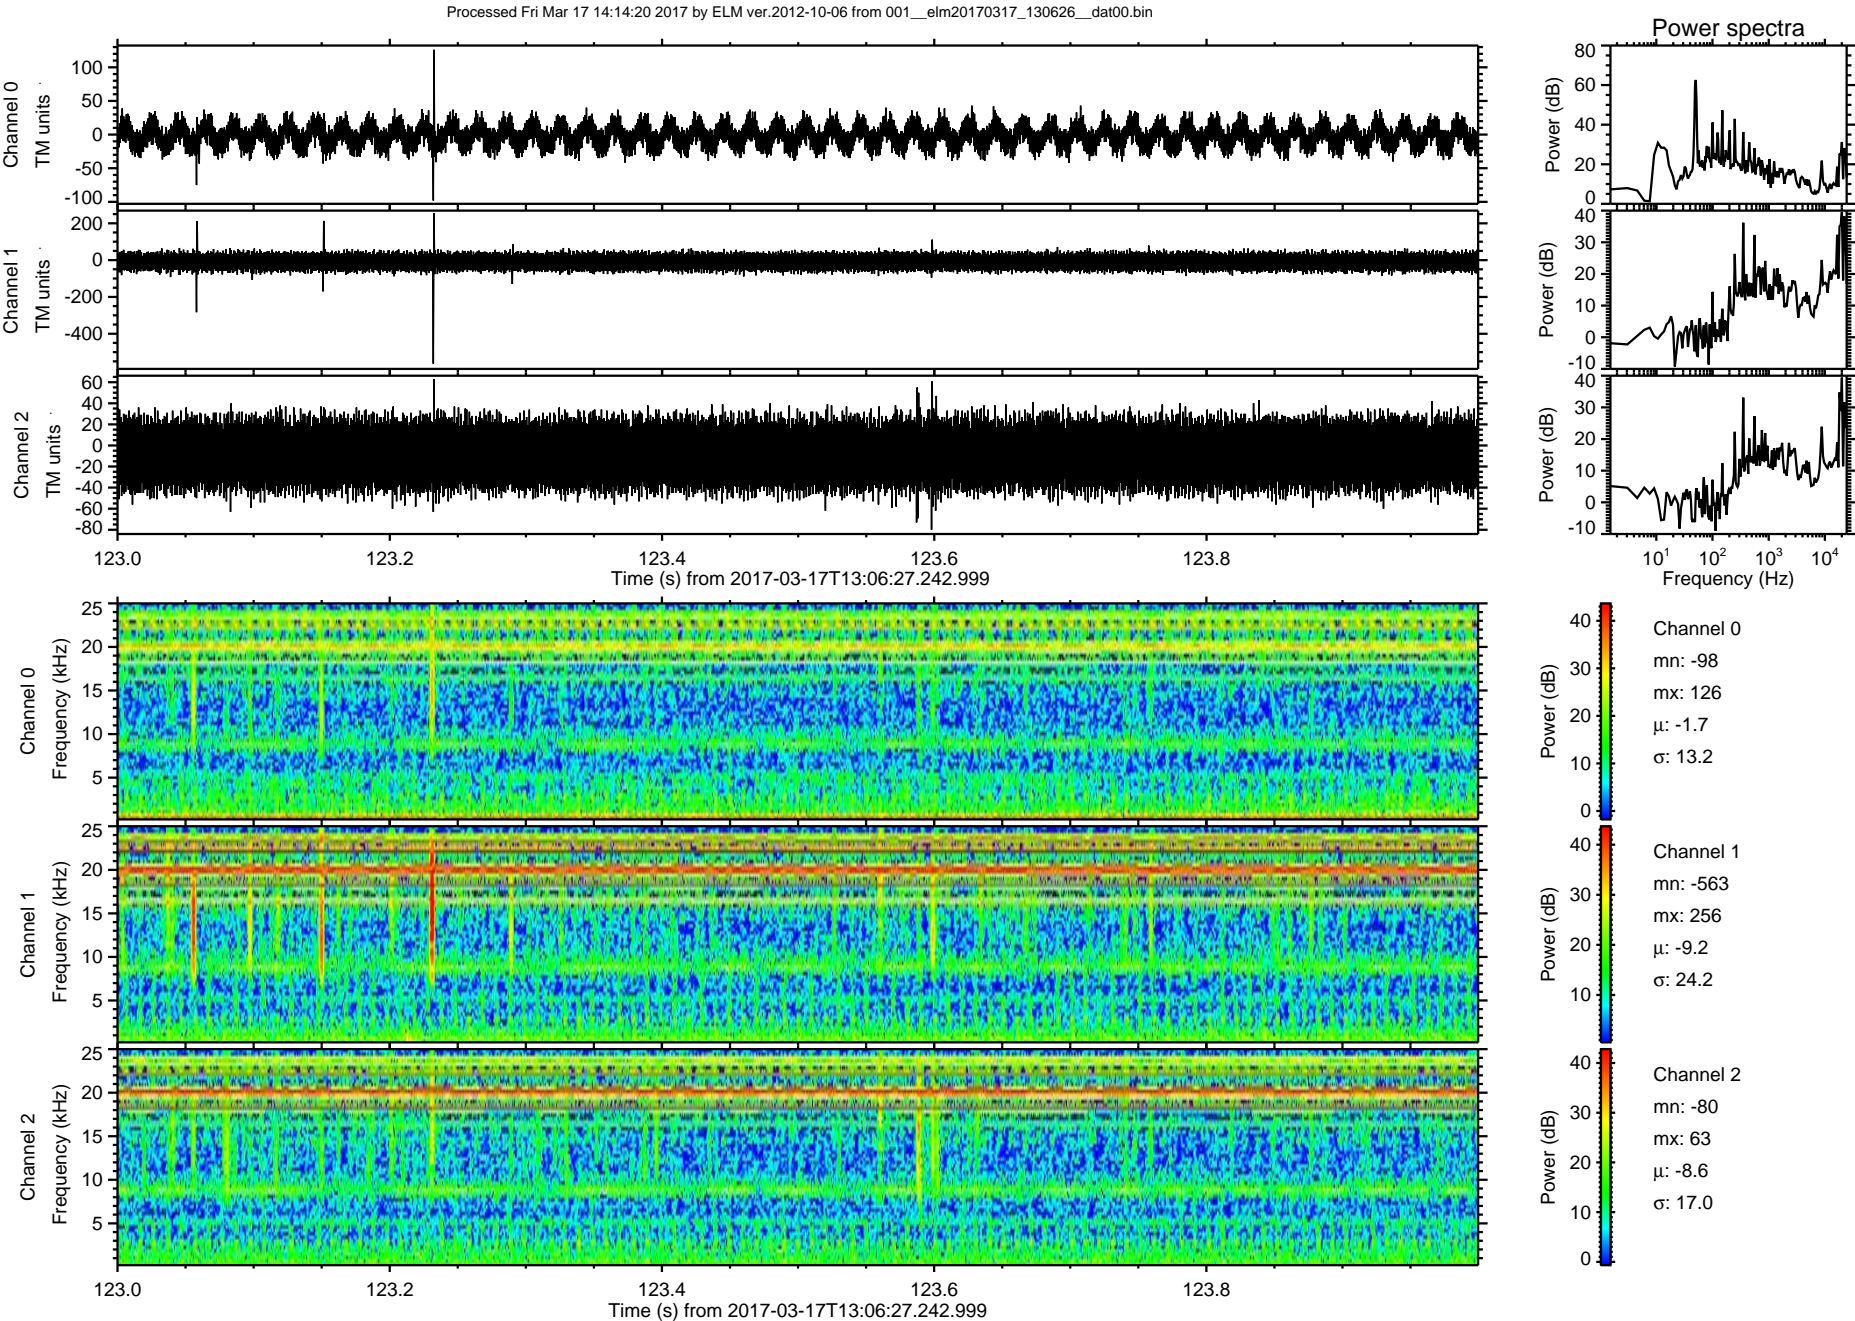 Processed Fri Mar 17 14:14:20 2017 by ELM ver.2012-10-06 from 001__elm20170317_130626__dat00.bin
Power spectra
Channel 0
TM units
100
50
0
-50
-100
Power (dB)
80
60
40
20
0
Channel 1
TM units
200
0
-200
-400
Power (dB)
40
30
20
10
0
-10
Channel 2
TM units
60
40
20
0
-20
-40
-60
-80
Power (dB)
40
30
20
10
0
-10
123.0 123.2 123.4 123.6 123.8
Time (s) from 2017-03-17T13:06:27.242.999
10^1 10^2 10^3 10^4
Frequency (Hz)
Channel 0
Frequency (kHz)
25
20
15
10
5
Power (dB)
40
30
20
10
0
Channel 0
mn: -98
mx: 126
µ: -1.7
σ: 13.2
Channel 1
Frequency (kHz)
25
20
15
10
5
Power (dB)
40
30
20
10
Channel 1
mn: -563
mx: 256
µ: -9.2
σ: 24.2
Channel 2
Frequency (kHz)
25
20
15
10
5
Power (dB)
40
30
20
10
0
Channel 2
mn: -80
mx: 63
µ: -8.6
σ: 17.0
123.0 123.2 123.4 123.6 123.8
Time (s) from 2017-03-17T13:06:27.242.999